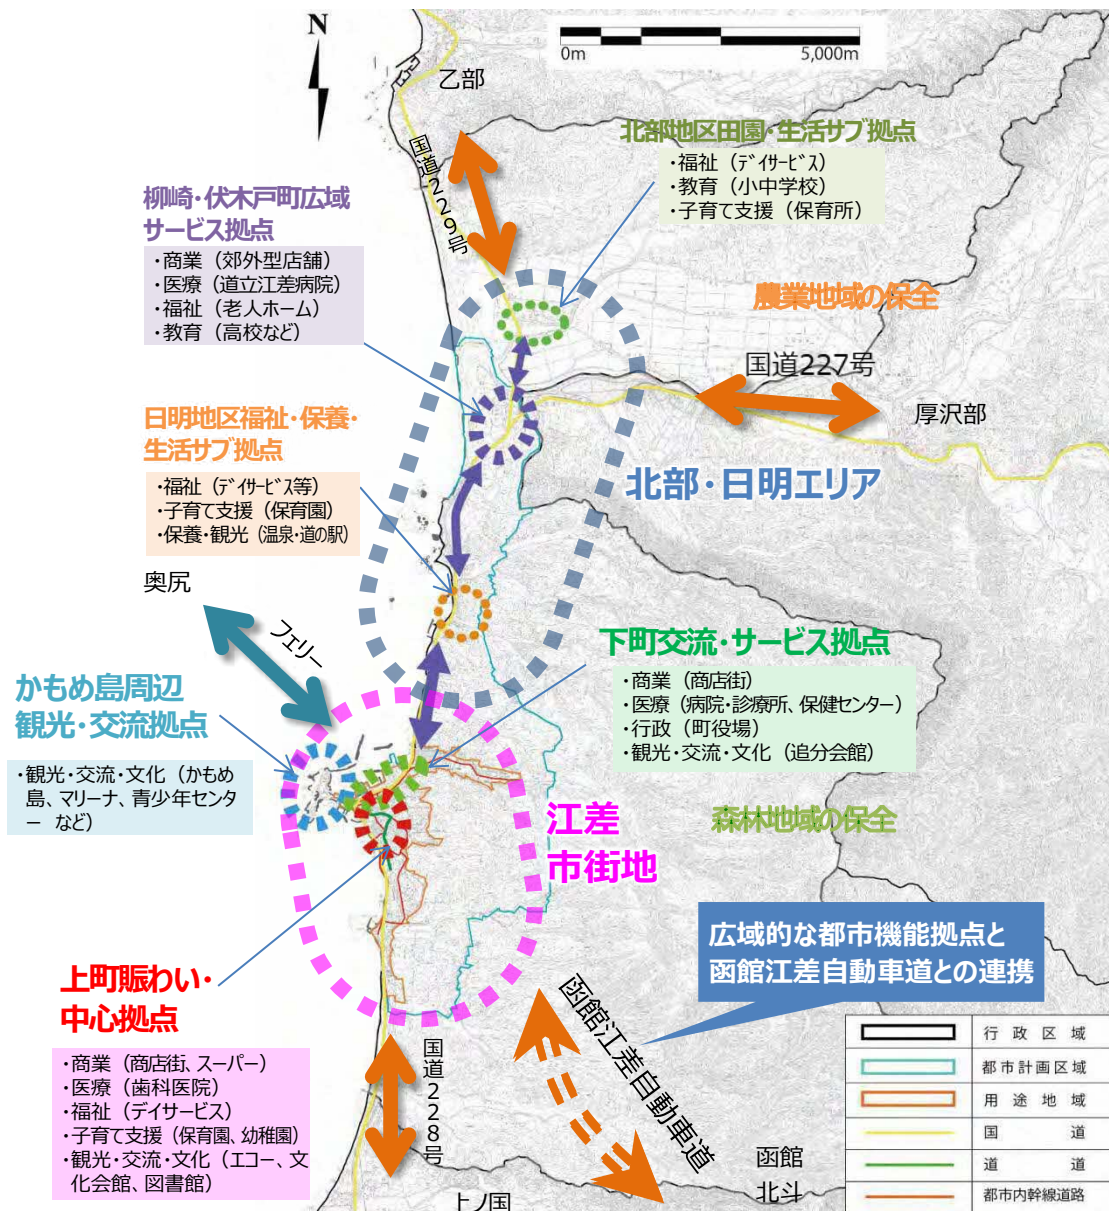 N
0m
5,000m
乙部
国道229号
北部地区田園・生活サブ拠点
・福祉（デイサービス）
・教育（小中学校）
・子育て支援（保育所）
柳崎・伏木戸町広域
サービス拠点
・商業（郊外型店舗）
・医療（道立江差病院）
・福祉（老人ホーム）
・教育（高校など）
農業地域の保全
国道227号
厚沢部
日明地区福祉・保養・
生活サブ拠点
・福祉（デイサービス等）
・子育て支援（保育園）
・保養・観光（温泉・道の駅）
北部・日明エリア
奥尻
フェリー
下町交流・サービス拠点
・商業（商店街）
・医療（病院・診療所、保健センター）
・行政（町役場）
・観光・交流・文化（追分会館）
かもめ島周辺
観光・交流拠点
・観光・交流・文化（かもめ
島、マリーナ、青少年センタ
ー など）
江差
市街地
森林地域の保全
広域的な都市機能拠点と
函館江差自動車道との連携
上町賑わい・
中心拠点
・商業（商店街、スーパー）
・医療（歯科医院）
・福祉（デイサービス）
・子育て支援（保育園、幼稚園）
・観光・交流・文化（エコー、文
化会館、図書館）
国道228号
函館江差自動車道
函館
北斗
上ノ国
行政区域
都市計画区域
用途地域
国道
道道
都市内幹線道路